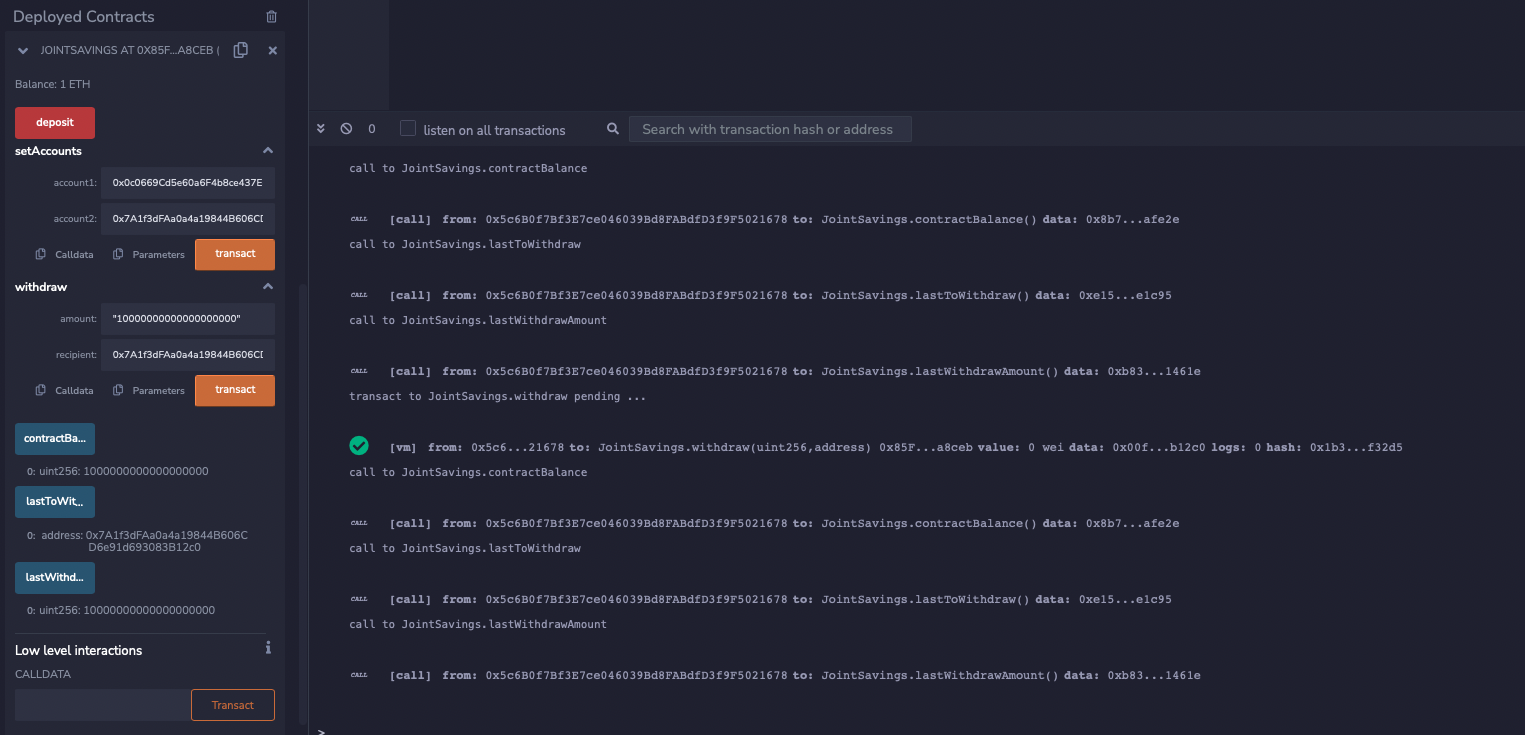 Deployed Contracts
JOINTSAVINGS AT 0X85F...A8CEB (
Balance: 1 ETH
deposit
setAccounts
account1: 0x0c0669Cd5e60a6F4b8ce437E
account2: 0x7A1f3dFAa0a4a19844B606CD
Calldata Parameters transact
withdraw
amount: "10000000000000000000"
recipient: 0x7A1f3dFAa0a4a19844B606CD
Calldata Parameters transact
contractBa...
0: uint256: 1000000000000000000
lastToWit...
0: address: 0x7A1f3dFAa0a4a19844B606C
D6e91d693083B12c0
lastWithd...
0: uint256: 10000000000000000000
Low level interactions
CALLDATA
Transact
0 listen on all transactions Search with transaction hash or address
call to JointSavings.contractBalance
CALL [call] from: 0x5c6B0f7Bf3E7ce046039Bd8FABdfD3f9F5021678 to: JointSavings.contractBalance() data: 0x8b7...afe2e
call to JointSavings.lastToWithdraw
CALL [call] from: 0x5c6B0f7Bf3E7ce046039Bd8FABdfD3f9F5021678 to: JointSavings.lastToWithdraw() data: 0xe15...e1c95
call to JointSavings.lastWithdrawAmount
CALL [call] from: 0x5c6B0f7Bf3E7ce046039Bd8FABdfD3f9F5021678 to: JointSavings.lastWithdrawAmount() data: 0xb83...1461e
transact to JointSavings.withdraw pending ...
[vm] from: 0x5c6...21678 to: JointSavings.withdraw(uint256,address) 0x85F...a8ceb value: 0 wei data: 0x00f...b12c0 logs: 0 hash: 0x1b3...f32d5
call to JointSavings.contractBalance
CALL [call] from: 0x5c6B0f7Bf3E7ce046039Bd8FABdfD3f9F5021678 to: JointSavings.contractBalance() data: 0x8b7...afe2e
call to JointSavings.lastToWithdraw
CALL [call] from: 0x5c6B0f7Bf3E7ce046039Bd8FABdfD3f9F5021678 to: JointSavings.lastToWithdraw() data: 0xe15...e1c95
call to JointSavings.lastWithdrawAmount
CALL [call] from: 0x5c6B0f7Bf3E7ce046039Bd8FABdfD3f9F5021678 to: JointSavings.lastWithdrawAmount() data: 0xb83...1461e
>